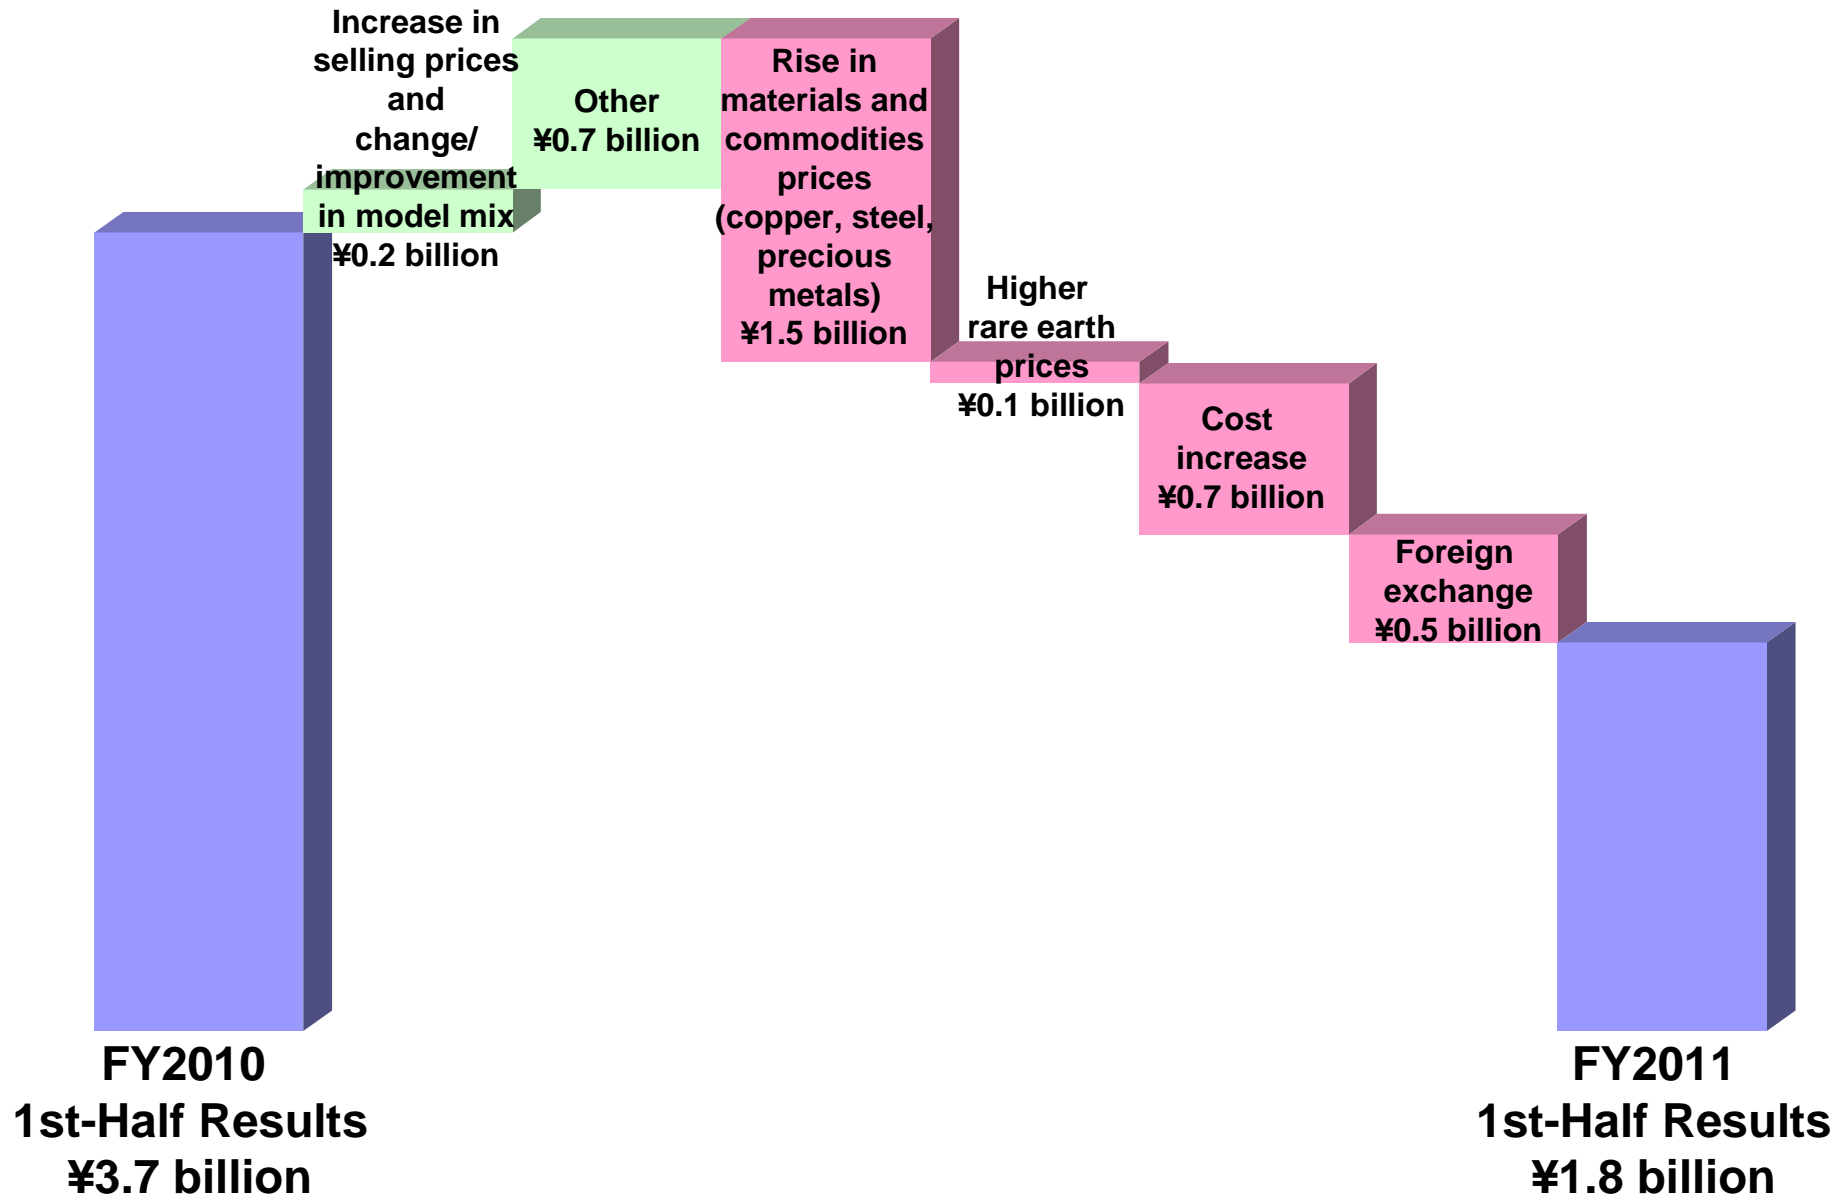 Increase in
selling prices
and
change/
improvement
in model mix
¥0.2 billion
Other
¥0.7 billion
Rise in
materials and
commodities
prices
(copper, steel,
precious
metals)
¥1.5 billion
Higher
rare earth
prices
¥0.1 billion
Cost
increase
¥0.7 billion
Foreign
exchange
¥0.5 billion
FY2010
1st-Half Results
¥3.7 billion
FY2011
1st-Half Results
¥1.8 billion